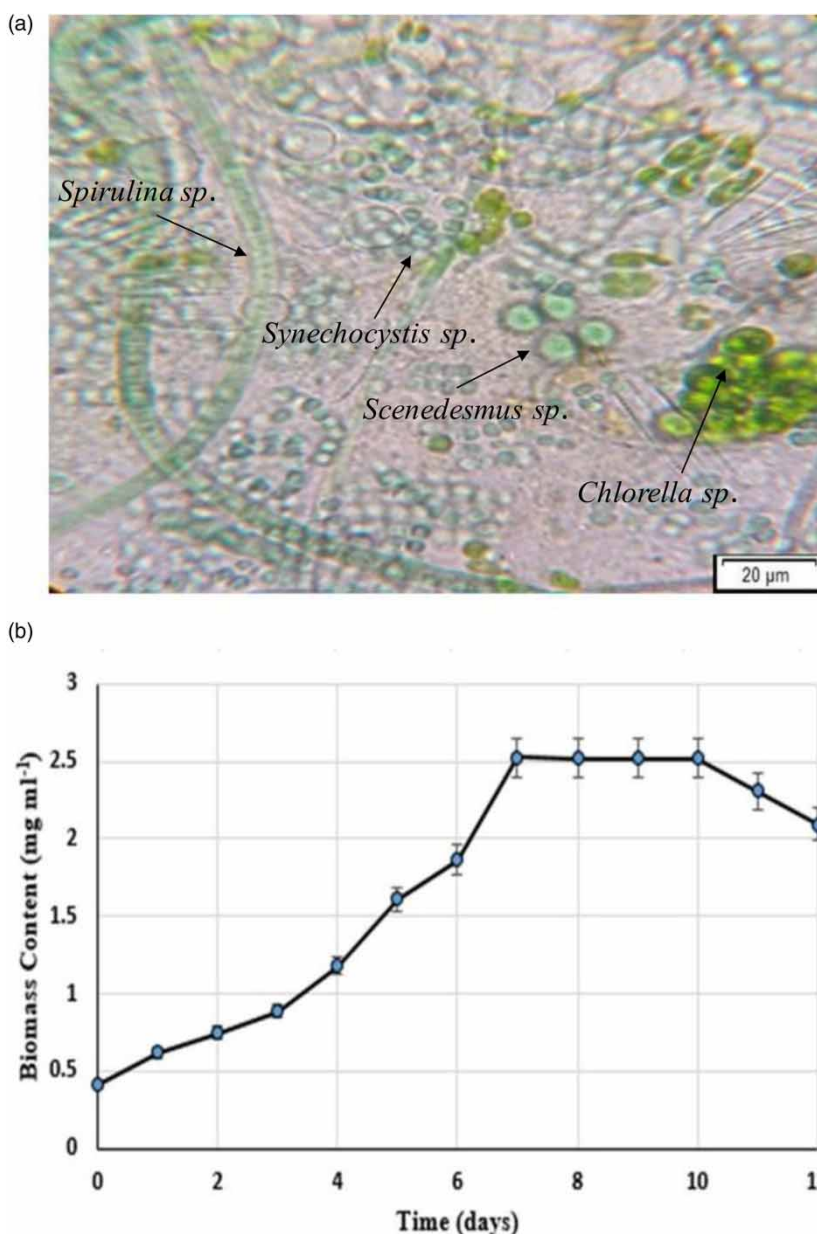 (a)
Spirulina sp.
Synechocystis sp.
Scenedesmus sp.
Chlorella sp.
20 µm
(b)
3
2.5
2
1.5
1
0.5
0
Biomass Content (mg ml⁻¹)
0 2 4 6 8 10 1
Time (days)